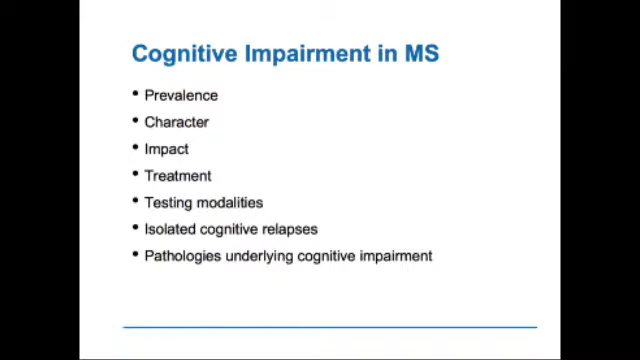 Cognitive Impairment in MS
• Prevalence
• Character
• Impact
• Treatment
• Testing modalities
• Isolated cognitive relapses
• Pathologies underlying cognitive impairment